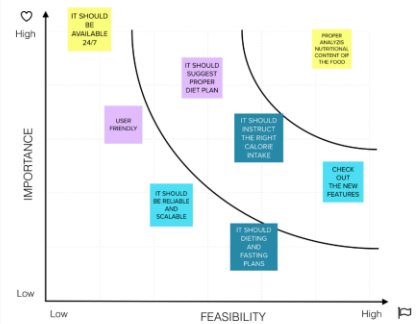 High
IT SHOULD
BE
AVAILABLE
24/7
PROPER
ANALYZIS
NUTRITIONAL
CONTENT OFF
THE FOOD
IT SHOULD
SUGGEST
PROPER
DIET PLAN
USER
FRIENDLY
IT SHOULD
INSTRUCT
THE RIGHT
CALORIE
INTAKE
CHECK
OUT
THE NEW
FEATURES
IT SHOULD
BE RELIABLE
AND
SCALABLE
IT SHOULD
DIETING
AND
FASTING
PLANS
IMPORTANCE
Low
Low
FEASIBILITY
High